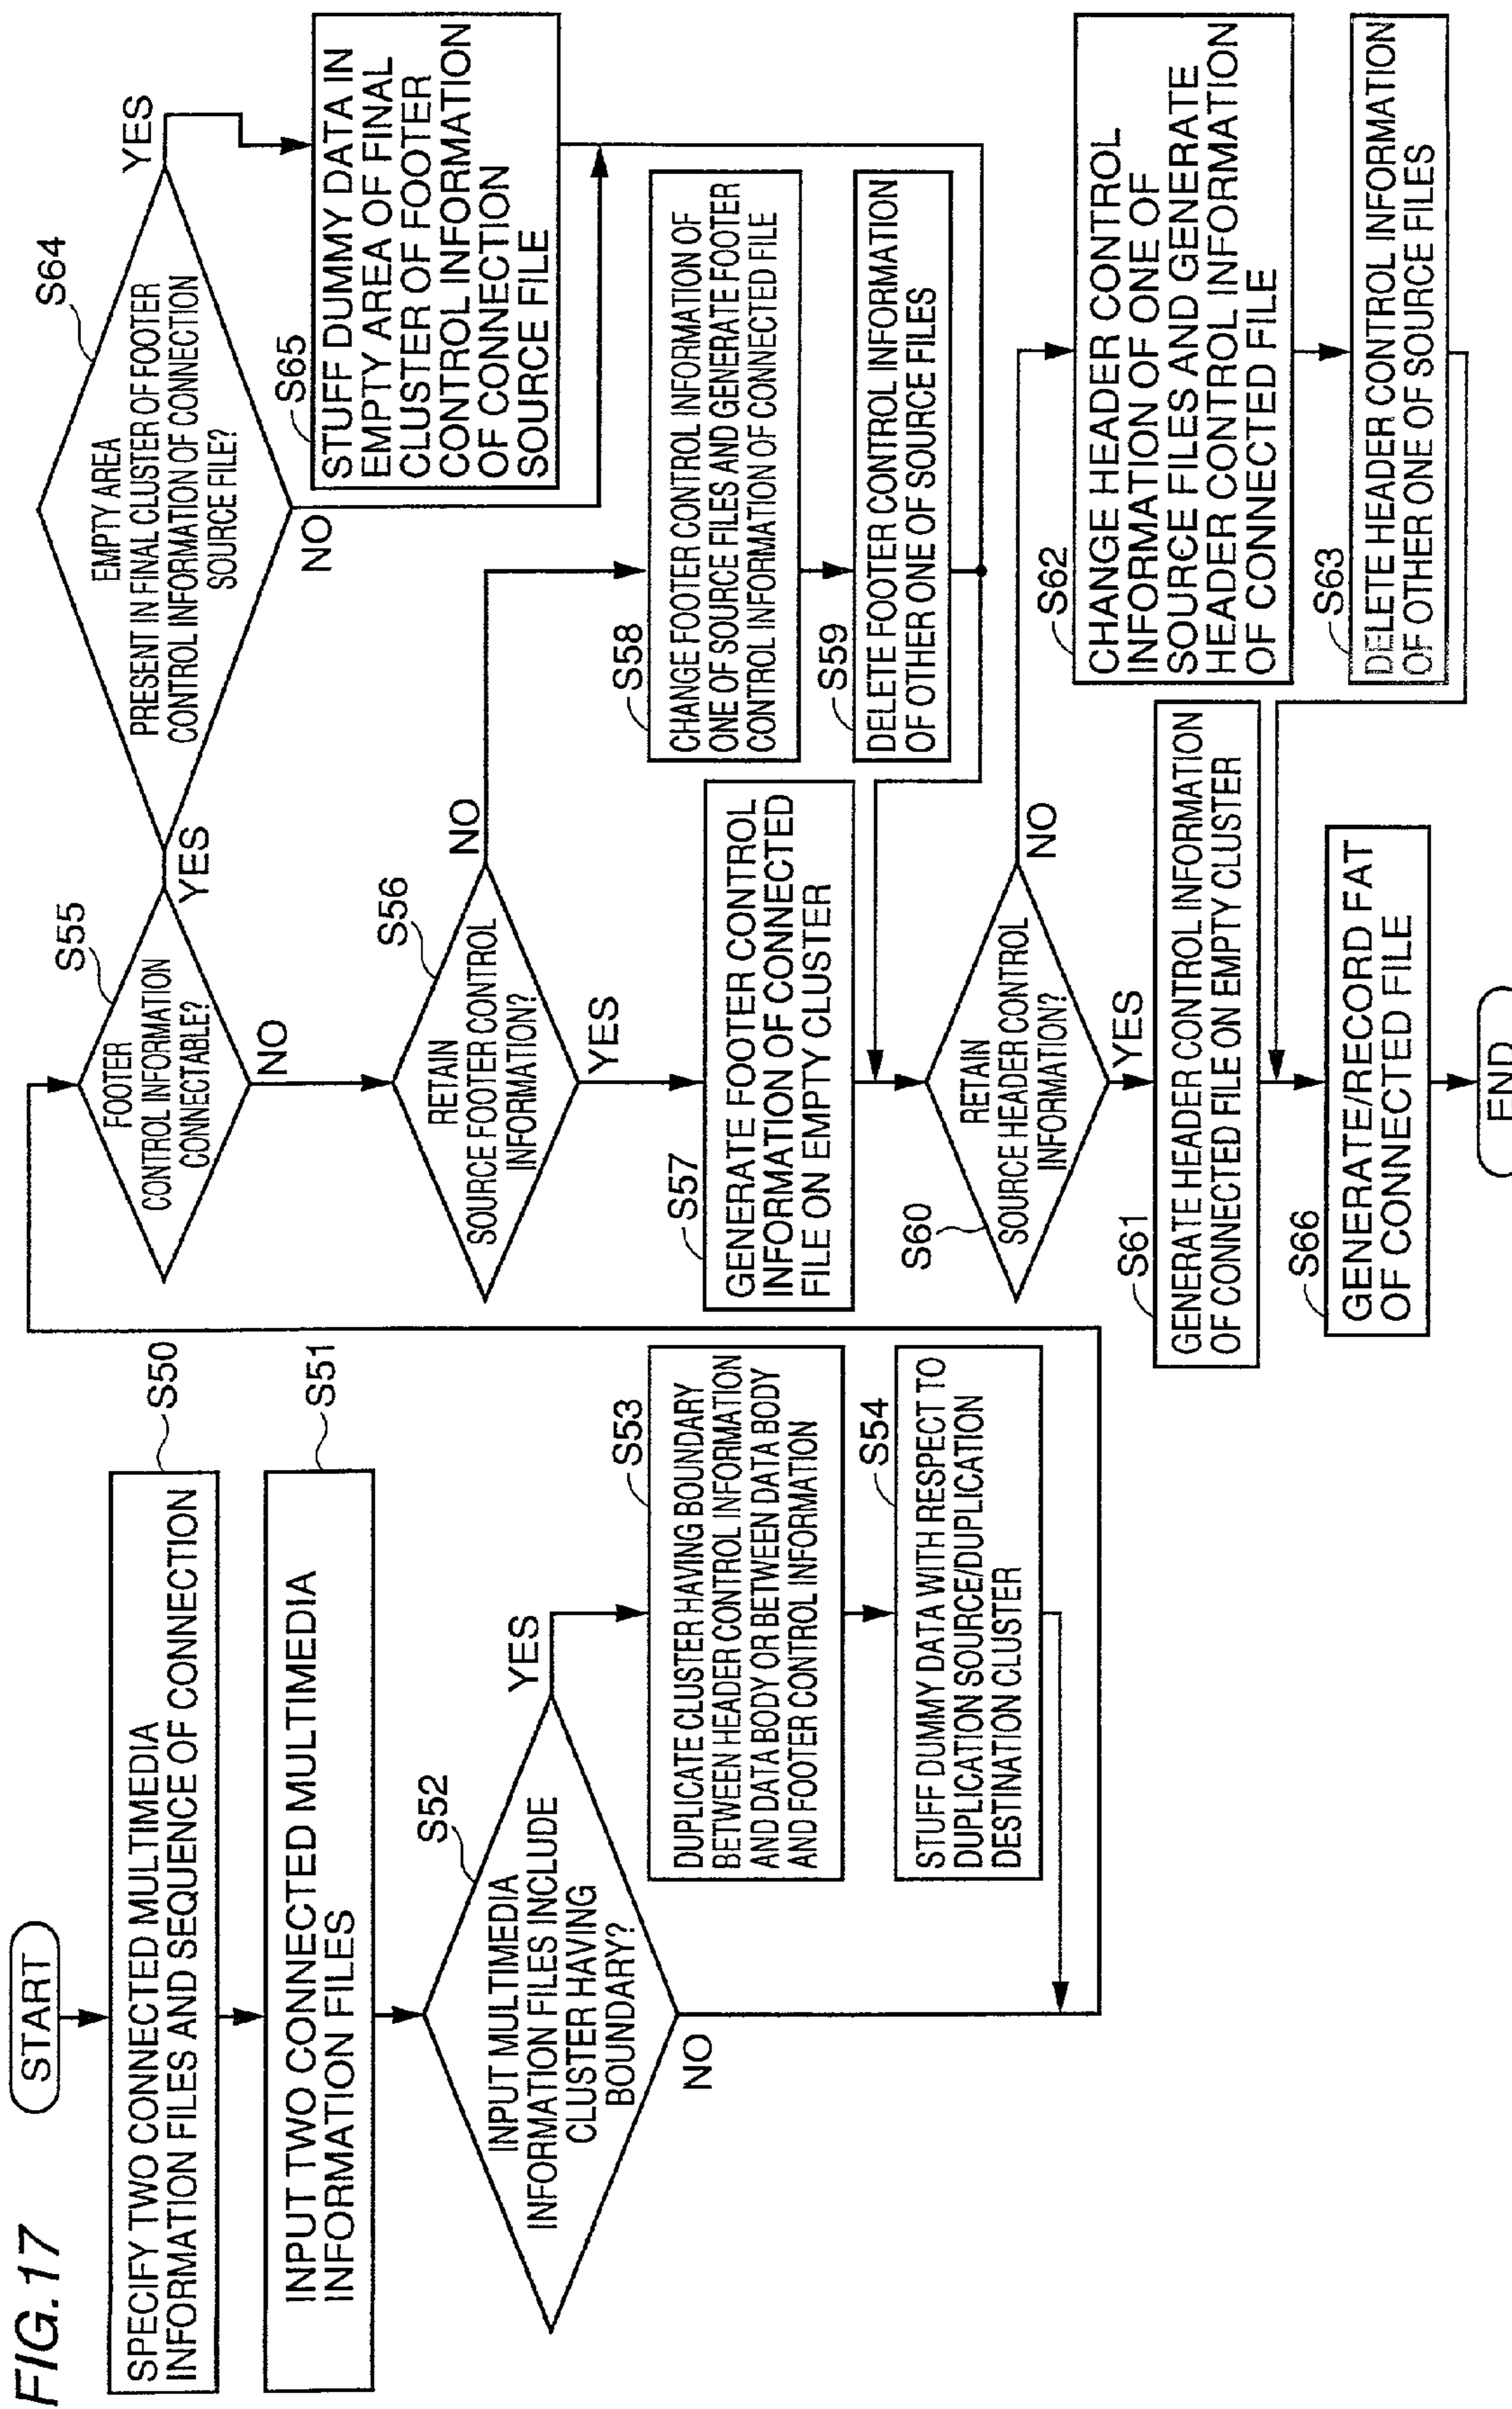 FIG.17
START
S50
SPECIFY TWO CONNECTED MULTIMEDIA
INFORMATION FILES AND SEQUENCE OF CONNECTION
S51
INPUT TWO CONNECTED MULTIMEDIA
INFORMATION FILES
S52
INPUT MULTIMEDIA
INFORMATION FILES INCLUDE
CLUSTER HAVING
BOUNDARY?
YES
NO
S53
DUPLICATE CLUSTER HAVING BOUNDARY
BETWEEN HEADER CONTROL INFORMATION
AND DATA BODY OR BETWEEN DATA BODY
AND FOOTER CONTROL INFORMATION
S54
STUFF DUMMY DATA WITH RESPECT TO
DUPLICATION SOURCE/DUPLICATION
DESTINATION CLUSTER
S55
FOOTER
CONTROL INFORMATION
CONNECTABLE?
YES
NO
S56
RETAIN
SOURCE FOOTER CONTROL
INFORMATION?
NO
YES
S57
GENERATE FOOTER CONTROL
INFORMATION OF CONNECTED
FILE ON EMPTY CLUSTER
S58
CHANGE FOOTER CONTROL INFORMATION OF
ONE OF SOURCE FILES AND GENERATE FOOTER
CONTROL INFORMATION OF CONNECTED FILE
S59
DELETE FOOTER CONTROL INFORMATION
OF OTHER ONE OF SOURCE FILES
S60
RETAIN
SOURCE HEADER CONTROL
INFORMATION?
NO
YES
S61
GENERATE HEADER CONTROL INFORMATION
OF CONNECTED FILE ON EMPTY CLUSTER
S62
CHANGE HEADER CONTROL
INFORMATION OF ONE OF
SOURCE FILES AND GENERATE
HEADER CONTROL INFORMATION
OF CONNECTED FILE
S63
DELETE HEADER CONTROL INFORMATION
OF OTHER ONE OF SOURCE FILES
S64
EMPTY AREA
PRESENT IN FINAL CLUSTER OF FOOTER
CONTROL INFORMATION OF CONNECTION
SOURCE FILE?
YES
NO
S65
STUFF DUMMY DATA IN
EMPTY AREA OF FINAL
CLUSTER OF FOOTER
CONTROL INFORMATION
OF CONNECTION
SOURCE FILE
S66
GENERATE/RECORD FAT
OF CONNECTED FILE
END